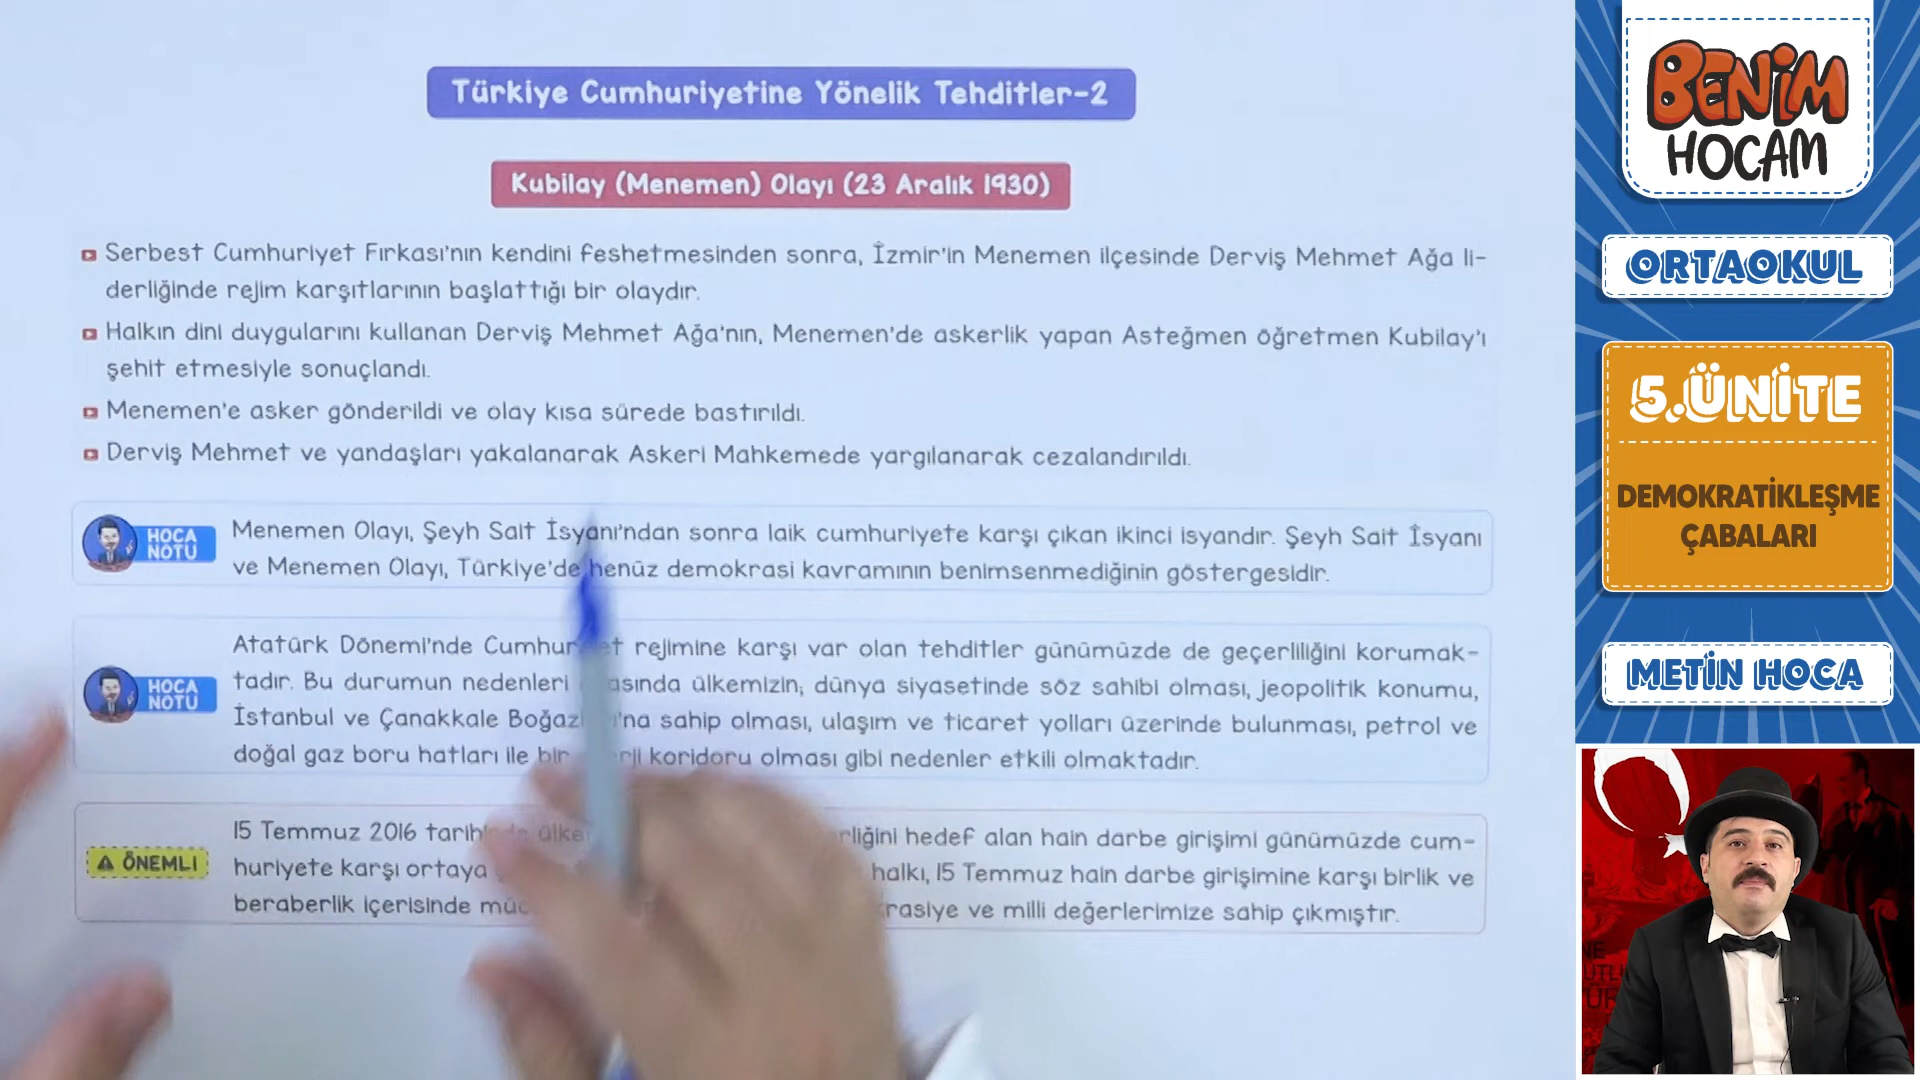 Türkiye Cumhuriyetine Yönelik Tehditler-2
Kubilay (Menemen) Olayı (23 Aralık 1930)
Serbest Cumhuriyet Fırkası'nın kendini feshetmesinden sonra, İzmir'in Menemen ilçesinde Derviş Mehmet Ağa li-
derliğinde rejim karşıtlarının başlattığı bir olaydır.
Halkın dini duygularını kullanan Derviş Mehmet Ağa'nın, Menemen'de askerlik yapan Asteğmen öğretmen Kubilay'ı
şehit etmesiyle sonuçlandı.
Menemen'e asker gönderildi ve olay kısa sürede bastırıldı.
Derviş Mehmet ve yandaşları yakalanarak Askeri Mahkemede yargılanarak cezalandırıldı.
HOCA
NOTU
Menemen Olayı, Şeyh Sait İsyanı'ndan sonra laik cumhuriyete karşı çıkan ikinci isyandır. Şeyh Sait İsyanı
ve Menemen Olayı, Türkiye'de henüz demokrasi kavramının benimsenmediğinin göstergesidir.
HOCA
NOTU
Atatürk Dönemi'nde rejimine karşı var olan tehditler günümüzde de geçerliliğini korumak-
tadır. Bu durumun nedenleri ülkemizin; dünya siyasetinde söz sahibi olması, jeopolitik konumu,
İstanbul ve Çanakkale sahip olması, ulaşım ve ticaret yolları üzerinde bulunması, petrol ve
doğal gaz boru hatları ile koridoru olması gibi nedenler etkili olmaktadır.
ÖNEMLİ
15 Temmuz 2016 hedef alan hain darbe girişimi günümüzde cum-
huriyete karşı ortaya halkı, 15 Temmuz hain darbe girişimine karşı birlik ve
beraberlik içerisinde ve milli değerlerimize sahip çıkmıştır.
BENİM
HOCAM
ORTAOKUL
5.ÜNİTE
DEMOKRATİKLEŞME
ÇABALARI
METİN HOCA